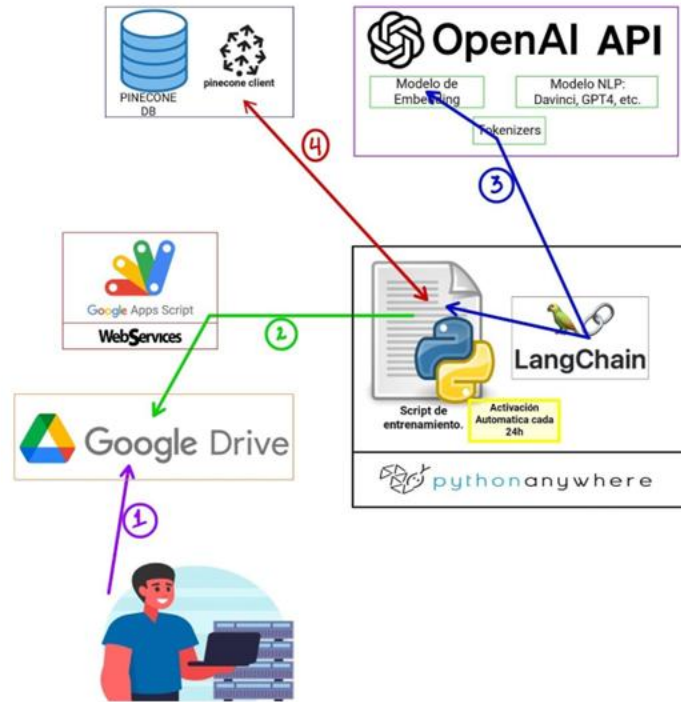 PINECONE
DB
pinecone client
OpenAI API
Modelo de
Embedding
Modelo NLP:
Davinci, GPT4, etc.
Tokenizers
4
3
Google Apps Script
WebServices
2
LangChain
Google Drive
Script de
entrenamiento.
Activación
Automatica cada
24h
pythonanywhere
1